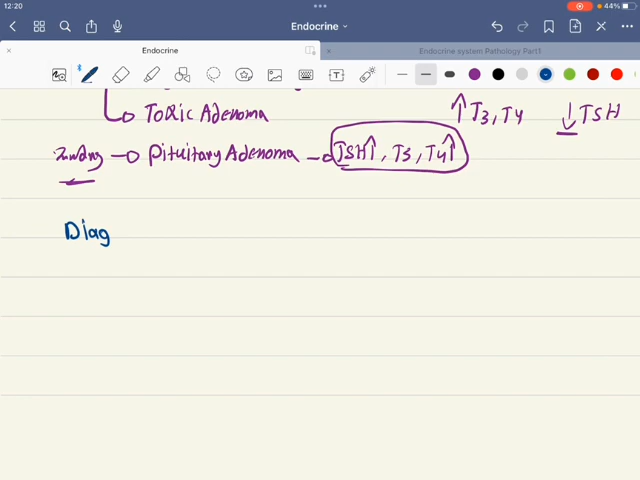 12:20
44%
Endocrine
Endocrine
Endocrine system Pathology Part1
Toxic Adenoma ↑T3, T4 ↓TSH
Pituitary Adenoma TSH↑, T3, T4↑
Diag